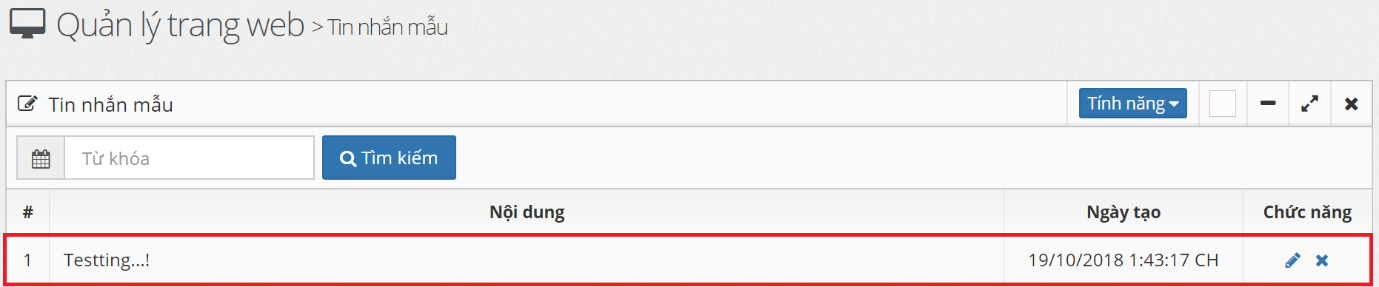 Quản lý trang web > Tin nhắn mẫu
Tin nhắn mẫu Tính năng
Từ khóa Tìm kiếm
# Nội dung Ngày tạo Chức năng
1 Testting...! 19/10/2018 1:43:17 CH